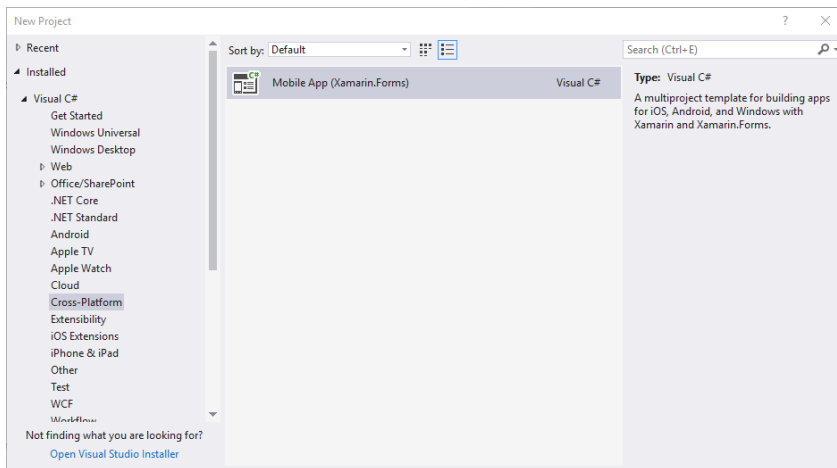 New Project
?
Recent
Installed
Visual C#
Get Started
Windows Universal
Windows Desktop
Web
Office/SharePoint
.NET Core
.NET Standard
Android
Apple TV
Apple Watch
Cloud
Cross-Platform
Extensibility
iOS Extensions
iPhone & iPad
Other
Test
WCF
Workflow
Not finding what you are looking for?
Open Visual Studio Installer
Sort by: Default
C#
Mobile App (Xamarin.Forms) Visual C#
Search (Ctrl+E)
Type: Visual C#
A multiproject template for building apps
for iOS, Android, and Windows with
Xamarin and Xamarin.Forms.